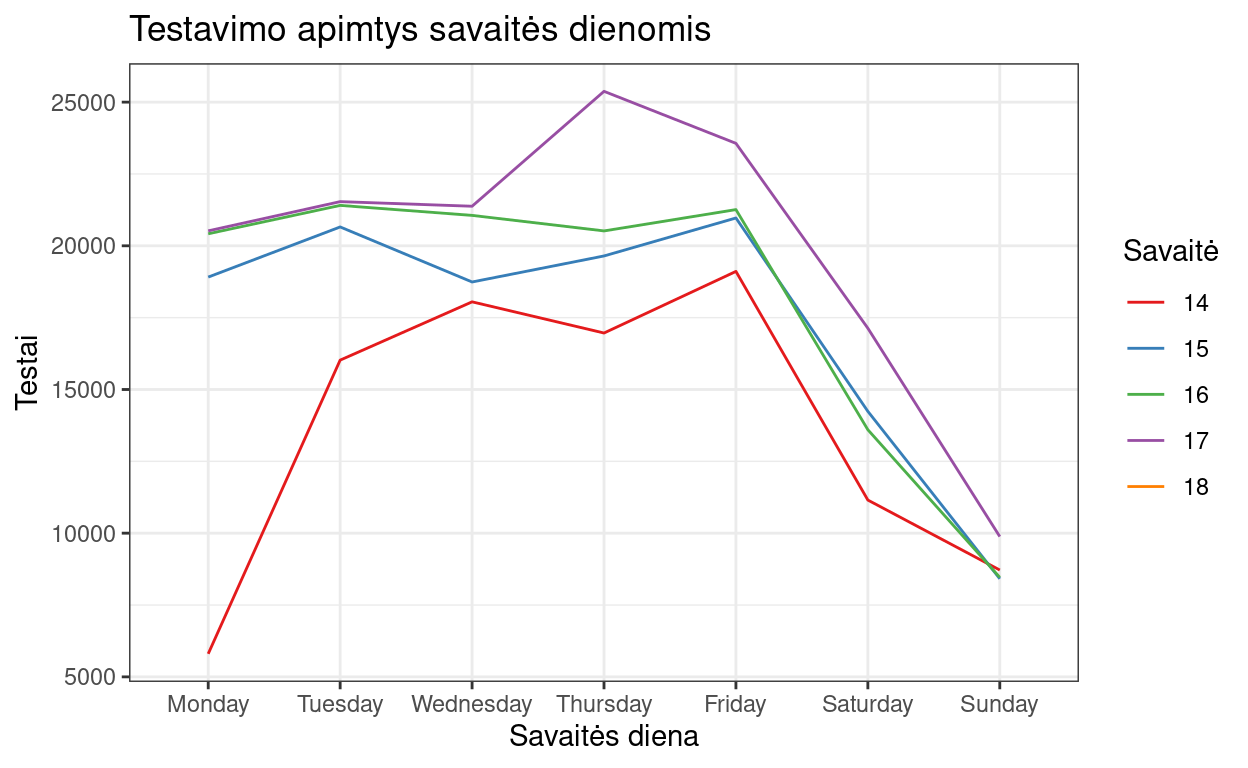 Testavimo apimtys savaitės dienomis
Testai
25000
20000
15000
10000
5000
Monday Tuesday Wednesday Thursday Friday Saturday Sunday
Savaitės diena
Savaitė
14
15
16
17
18